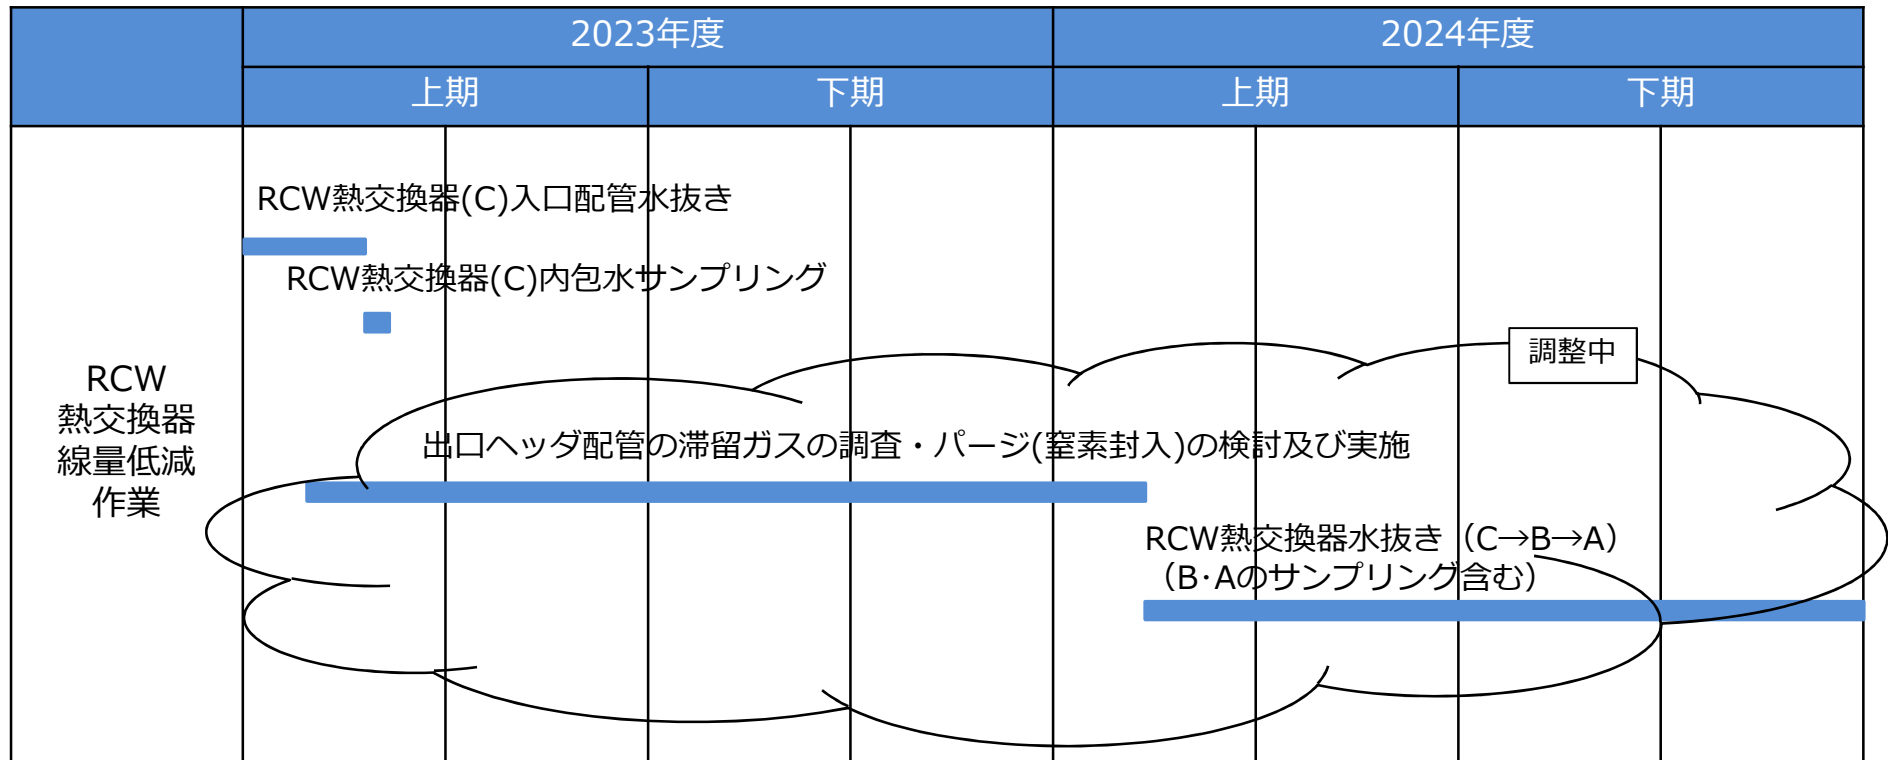 2023年度
2024年度
上期
下期
上期
下期
RCW熱交換器(C)入口配管水抜き
RCW熱交換器(C)内包水サンプリング
調整中
RCW
熱交換器
線量低減
作業
出口ヘッダ配管の滞留ガスの調査・パージ(窒素封入)の検討及び実施
RCW熱交換器水抜き（C→B→A）
（B･Aのサンプリング含む）